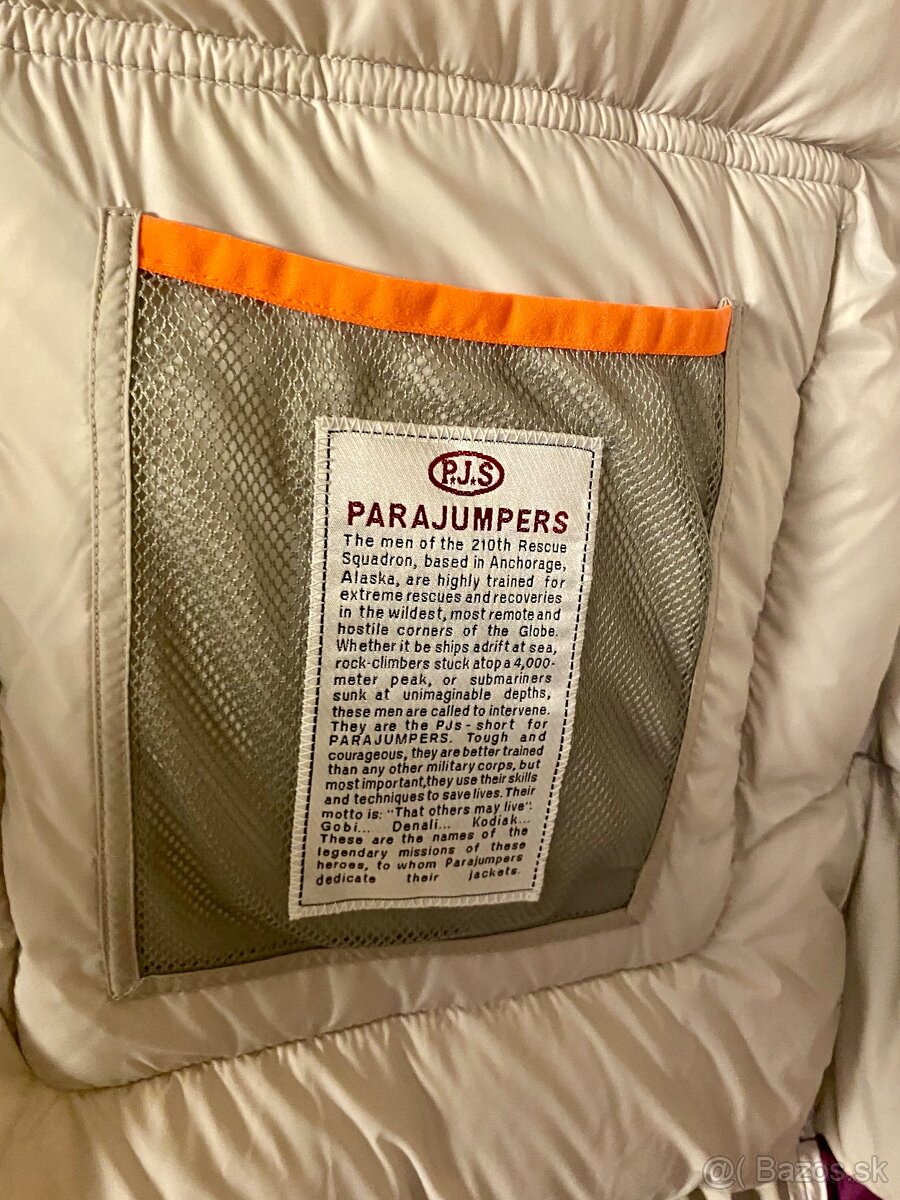 P.J.S
PARAJUMPERS
The men of the 210th Rescue
Squadron, based in Anchorage,
Alaska, are highly trained for
extreme rescues and recoveries
in the wildest, most remote and
hostile corners of the Globe.
Whether it be ships adrift at sea,
rock-climbers stuck atop a 4,000-
meter peak, or submariners
sunk at unimaginable depths,
these men are called to intervene.
They are the PJs - short for
PARAJUMPERS. Tough and
courageous, they are better trained
than any other military corps, but
most important, they use their skills
and techniques to save lives. Their
motto is: "That others may live".
Gobi... Denali... Kodiak...
These are the names of the
legendary missions of these
heroes, to whom Parajumpers
dedicate their jackets.
@( Bazos.sk